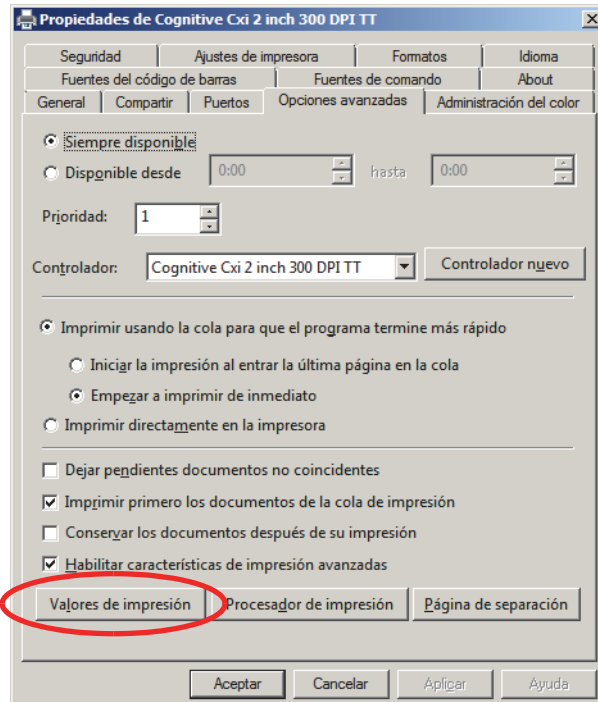 Propiedades de Cognitive Cxi 2 inch 300 DPI TT
Seguridad Ajustes de impresora Formatos Idioma
Fuentes del código de barras Fuentes de comando About
General Compartir Puertos Opciones avanzadas Administración del color
Siempre disponible
Disponible desde 0:00 hasta 0:00
Prioridad: 1
Controlador: Cognitive Cxi 2 inch 300 DPI TT Controlador nuevo
Imprimir usando la cola para que el programa termine más rápido
Iniciar la impresión al entrar la última página en la cola
Empezar a imprimir de inmediato
Imprimir directamente en la impresora
Dejar pendientes documentos no coincidentes
Imprimir primero los documentos de la cola de impresión
Conservar los documentos después de su impresión
Habilitar características de impresión avanzadas
Valores de impresión Procesador de impresión Página de separación
Aceptar Cancelar Aplicar Ayuda